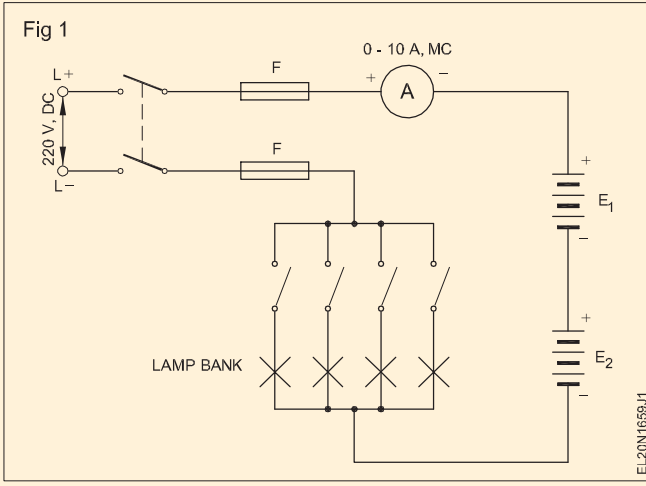 Fig 1
0 - 10 A, MC
L+
F
+
A
−
220 V, DC
F
L−
+
E1
−
+
LAMP BANK
E2
−
EL20N1659J1